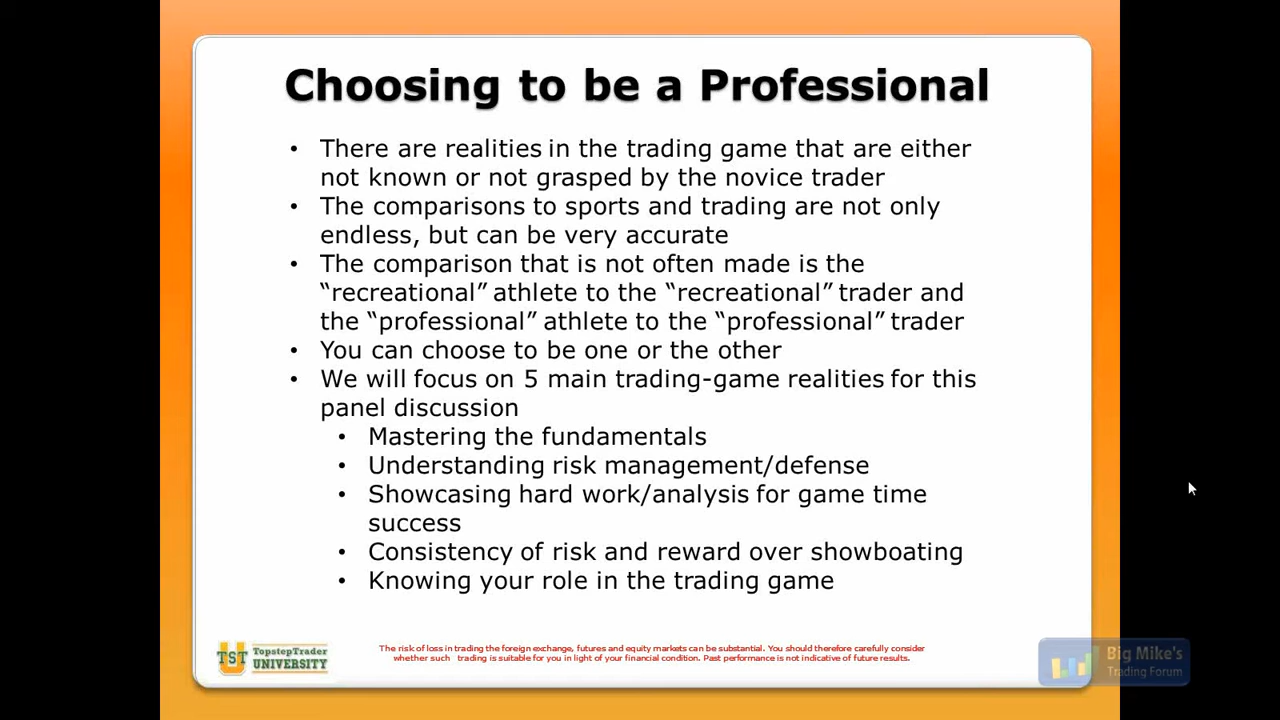 Choosing to be a Professional
• There are realities in the trading game that are either
not known or not grasped by the novice trader
• The comparisons to sports and trading are not only
endless, but can be very accurate
• The comparison that is not often made is the
“recreational” athlete to the “recreational” trader and
the “professional” athlete to the “professional” trader
• You can choose to be one or the other
• We will focus on 5 main trading-game realities for this
panel discussion
• Mastering the fundamentals
• Understanding risk management/defense
• Showcasing hard work/analysis for game time
success
• Consistency of risk and reward over showboating
• Knowing your role in the trading game
U
TST
TopstepTrader
UNIVERSITY
The risk of loss in trading the foreign exchange, futures and equity markets can be substantial. You should therefore carefully consider
whether such trading is suitable for you in light of your financial condition. Past performance is not indicative of future results.
Big Mike's
Trading Forum